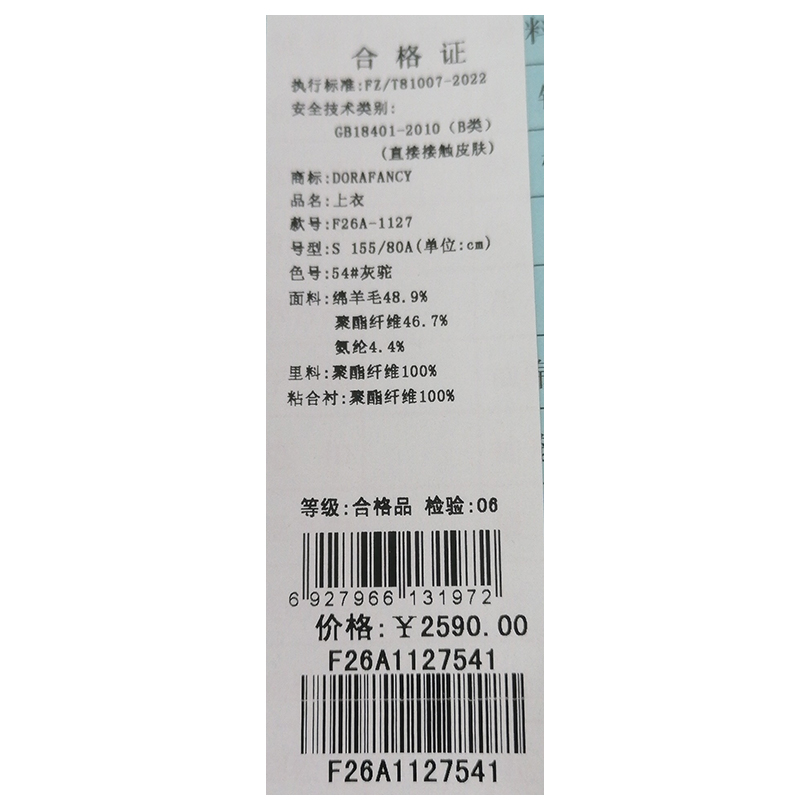 合格证
执行标准:FZ/T81007-2022
安全技术类别:
GB18401-2010(B类)
(直接接触皮肤)
商标:DORAFANCY
品名:上衣
款号:F26A-1127
号型:S 155/80A(单位:cm)
色号:54#灰驼
面料:绵羊毛48.9%
聚酯纤维46.7%
氨纶4.4%
里料:聚酯纤维100%
粘合衬:聚酯纤维100%
等级:合格品 检验:06
6 927966 131972
价格:¥2590.00
F26A1127541
F26A1127541
料